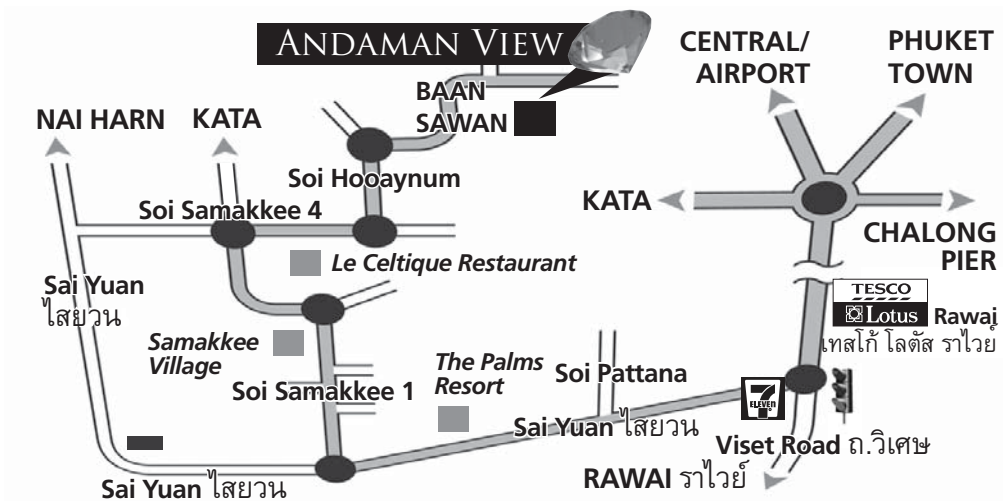 ANDAMAN VIEW
CENTRAL/
AIRPORT
PHUKET
TOWN
BAAN
SAWAN
NAI HARN
KATA
Soi Hooaynum
KATA
Soi Samakkee 4
CHALONG
PIER
Le Celtique Restaurant
Sai Yuan
ไสยวน
TESCO
Lotus
Rawai
เทสโก้ โลตัส ราไวย์
Samakkee
Village
The Palms
Resort
Soi Pattana
Soi Samakkee 1
7
ELEVEN
Sai Yuan ไสยวน
Viset Road ถ.วิเศษ
RAWAI ราไวย์
Sai Yuan ไสยวน